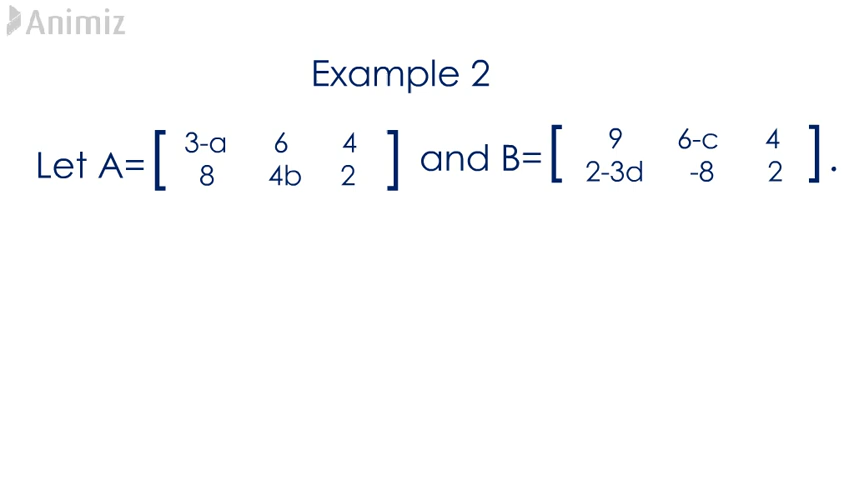 Animiz
Example 2
Let A=[ 3-a 6 4 ] and B=[ 9 6-c 4 ].
8 4b 2 2-3d -8 2